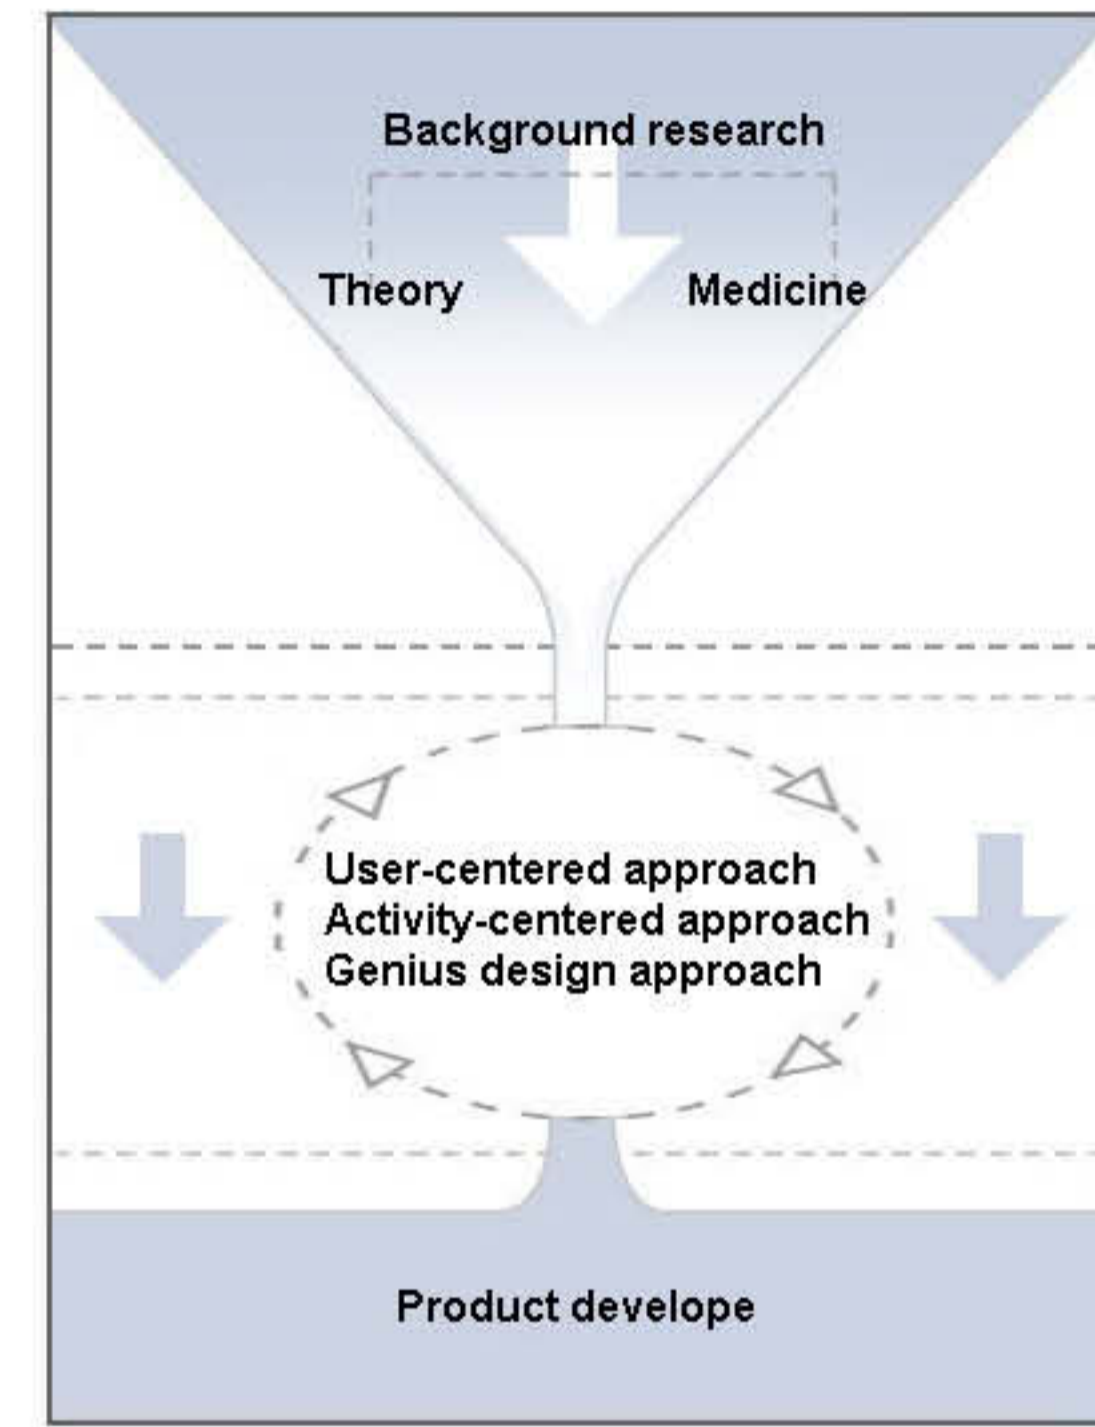 Background research
Theory
Medicine
User-centered approach
Activity-centered approach
Genius design approach
Product develope